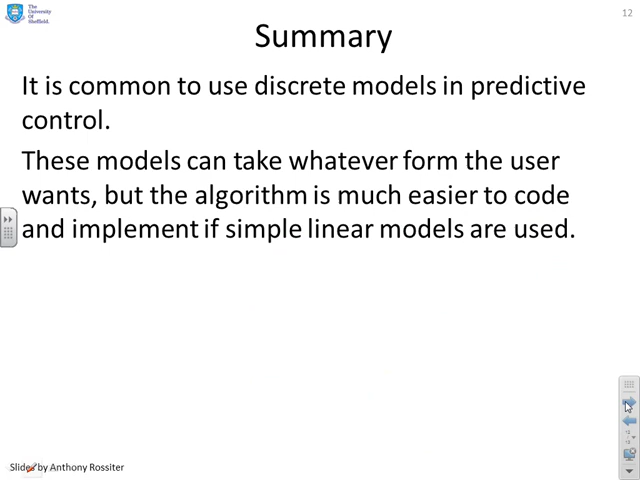 The
University
Of
Sheffield.
12
Summary
It is common to use discrete models in predictive
control.
These models can take whatever form the user
wants, but the algorithm is much easier to code
and implement if simple linear models are used.
Slides by Anthony Rossiter